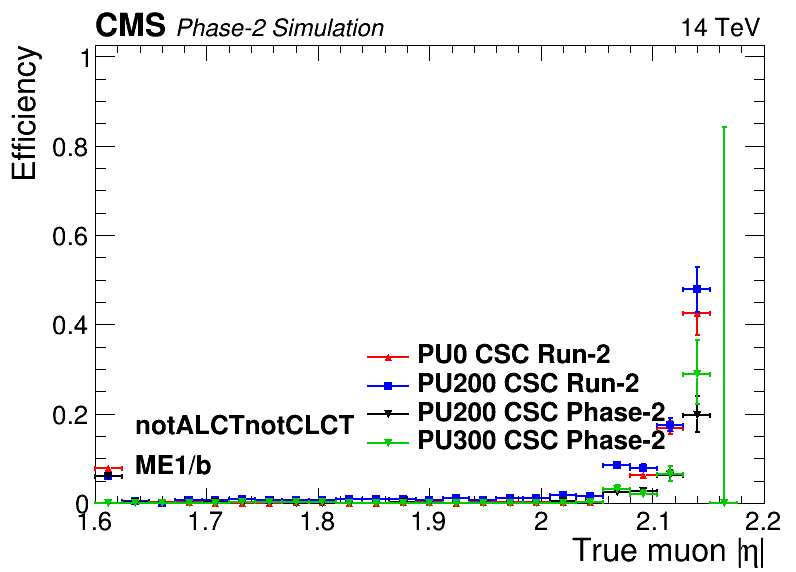 CMS Phase-2 Simulation 14 TeV
Efficiency
1
0.8
0.6
0.4
0.2
0
PU0 CSC Run-2
PU200 CSC Run-2
PU200 CSC Phase-2
PU300 CSC Phase-2
notALCTnotCLCT
ME1/b
1.6 1.7 1.8 1.9 2 2.1 2.2
True muon |η|